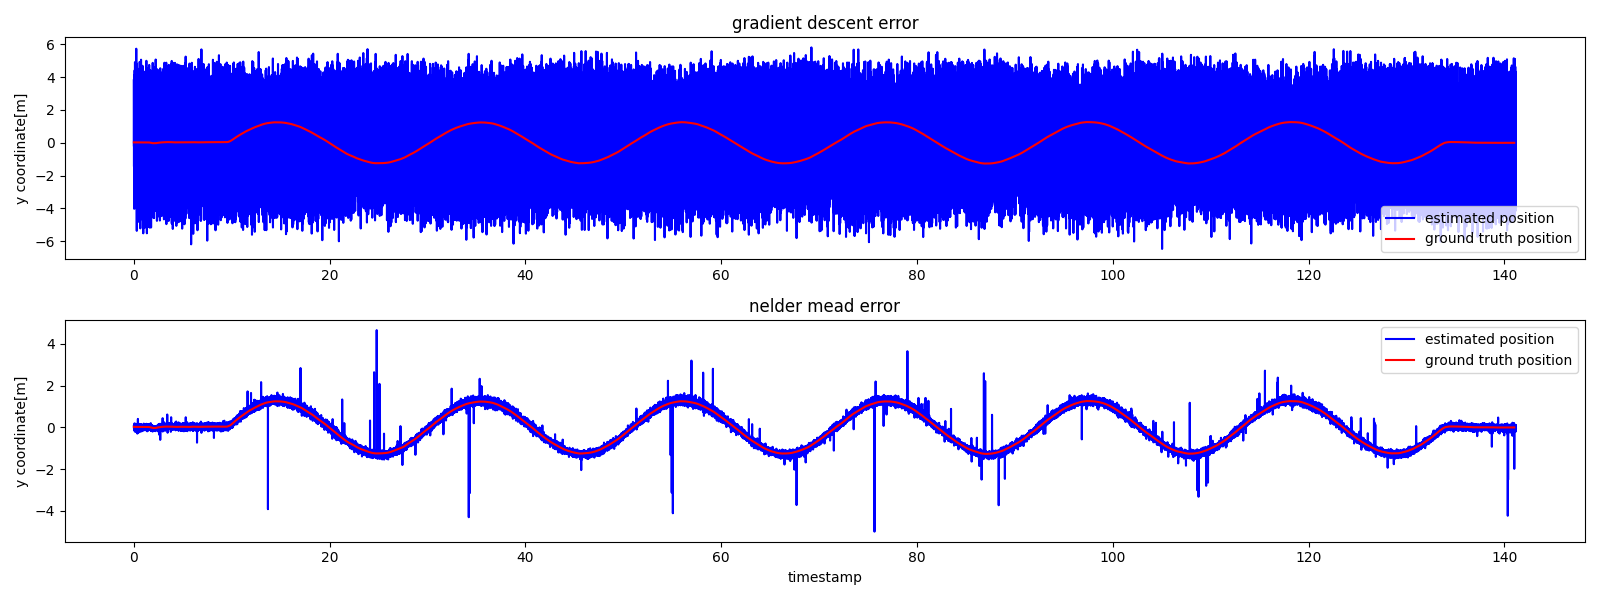 gradient descent error
6
4
2
0
−2
−4
−6
y coordinate[m]
estimated position
ground truth position
0 20 40 60 80 100 120 140
nelder mead error
4
2
0
−2
−4
y coordinate[m]
estimated position
ground truth position
0 20 40 60 80 100 120 140
timestamp